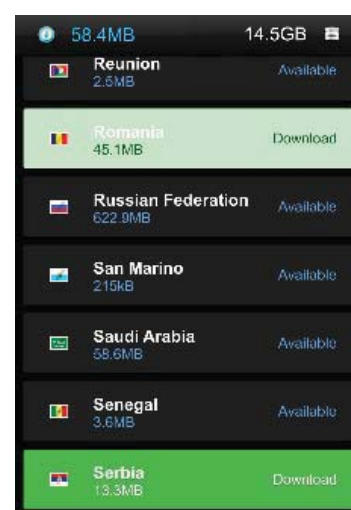 58.4MB 14.5GB
Reunion Available
2.5MB
Romania Download
45.1MB
Russian Federation Available
622.9MB
San Marino Available
215kB
Saudi Arabia Available
58.6MB
Senegal Available
3.6MB
Serbia Download
13.3MB